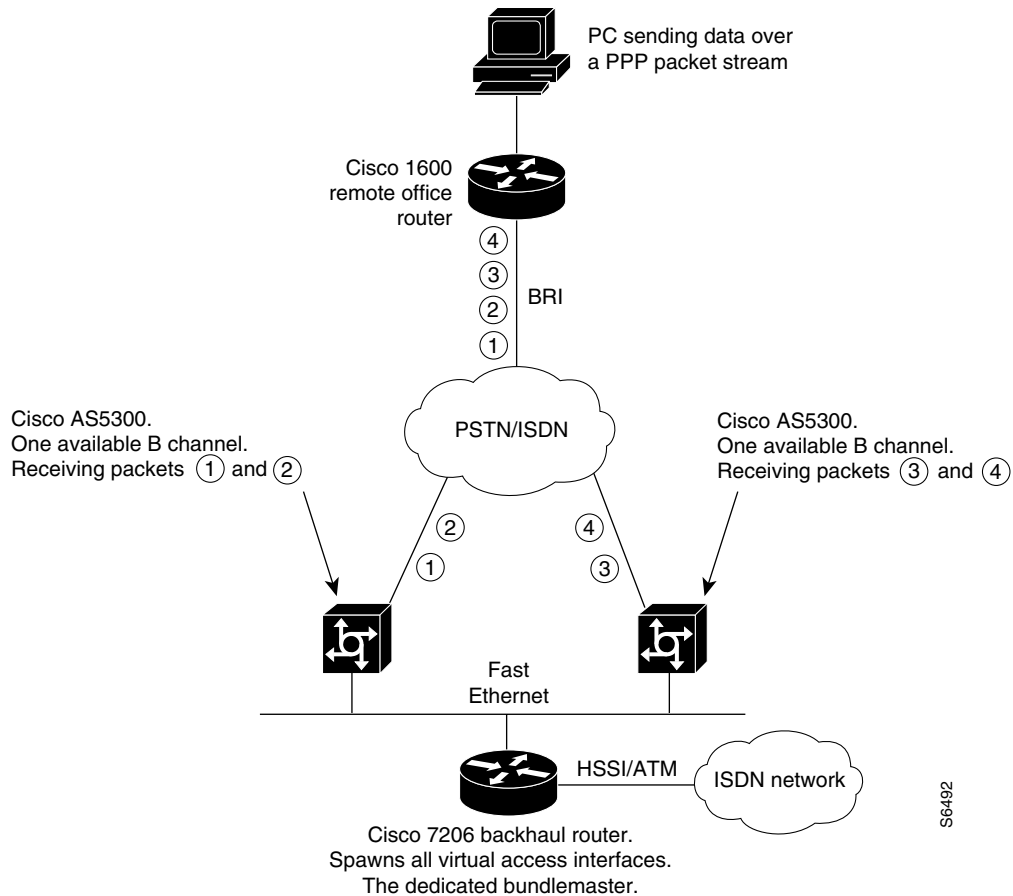 PC sending data over
a PPP packet stream
Cisco 1600
remote office
router
4
3
2
1
BRI
PSTN/ISDN
Cisco AS5300.
One available B channel.
Receiving packets 1 and 2
Cisco AS5300.
One available B channel.
Receiving packets 3 and 4
2
1
4
3
Fast
Ethernet
HSSI/ATM
ISDN network
Cisco 7206 backhaul router.
Spawns all virtual access interfaces.
The dedicated bundlemaster.
S6492